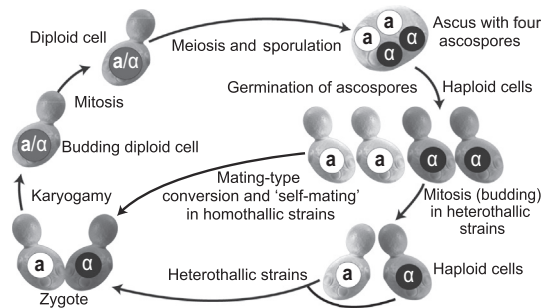 Diploid cell
a/α
Meiosis and sporulation
a
a
α
α
Ascus with four
ascospores
Mitosis
Germination of ascospores
Haploid cells
a/α
Budding diploid cell
a
a
α
α
Karyogamy
Mating-type
conversion and ‘self-mating’
in homothallic strains
Mitosis (budding)
in heterothallic
strains
a
α
Zygote
Heterothallic strains
a
α
Haploid cells